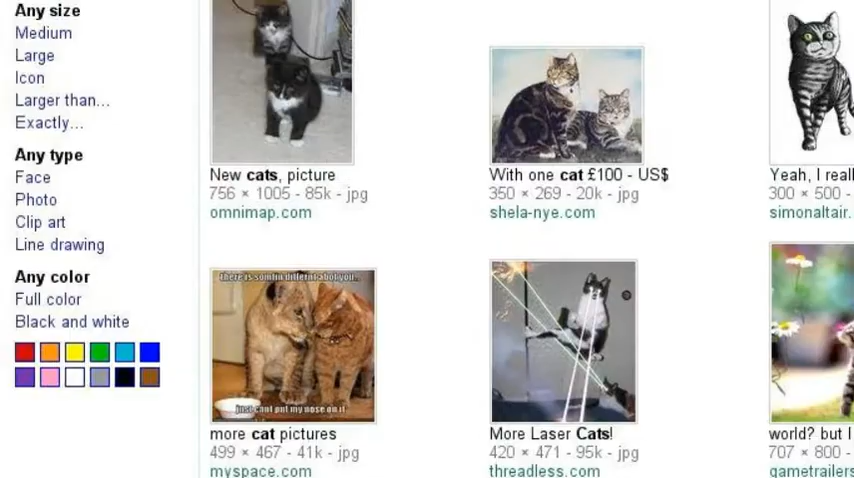 Any size
Medium
Large
Icon
Larger than...
Exactly...
Any type
Face
Photo
Clip art
Line drawing
Any color
Full color
Black and white
New cats, picture
756 × 1005 - 85k - jpg
omnimap.com
With one cat £100 - US$
350 × 269 - 20k - jpg
shela-nye.com
Yeah, I reall
300 × 500 -
simonaltair.
there is somtin differnt abot you...
just cant put my nose on it
more cat pictures
499 × 467 - 41k - jpg
myspace.com
More Laser Cats!
420 × 471 - 95k - jpg
threadless.com
world? but I
707 × 800 -
gametrailers